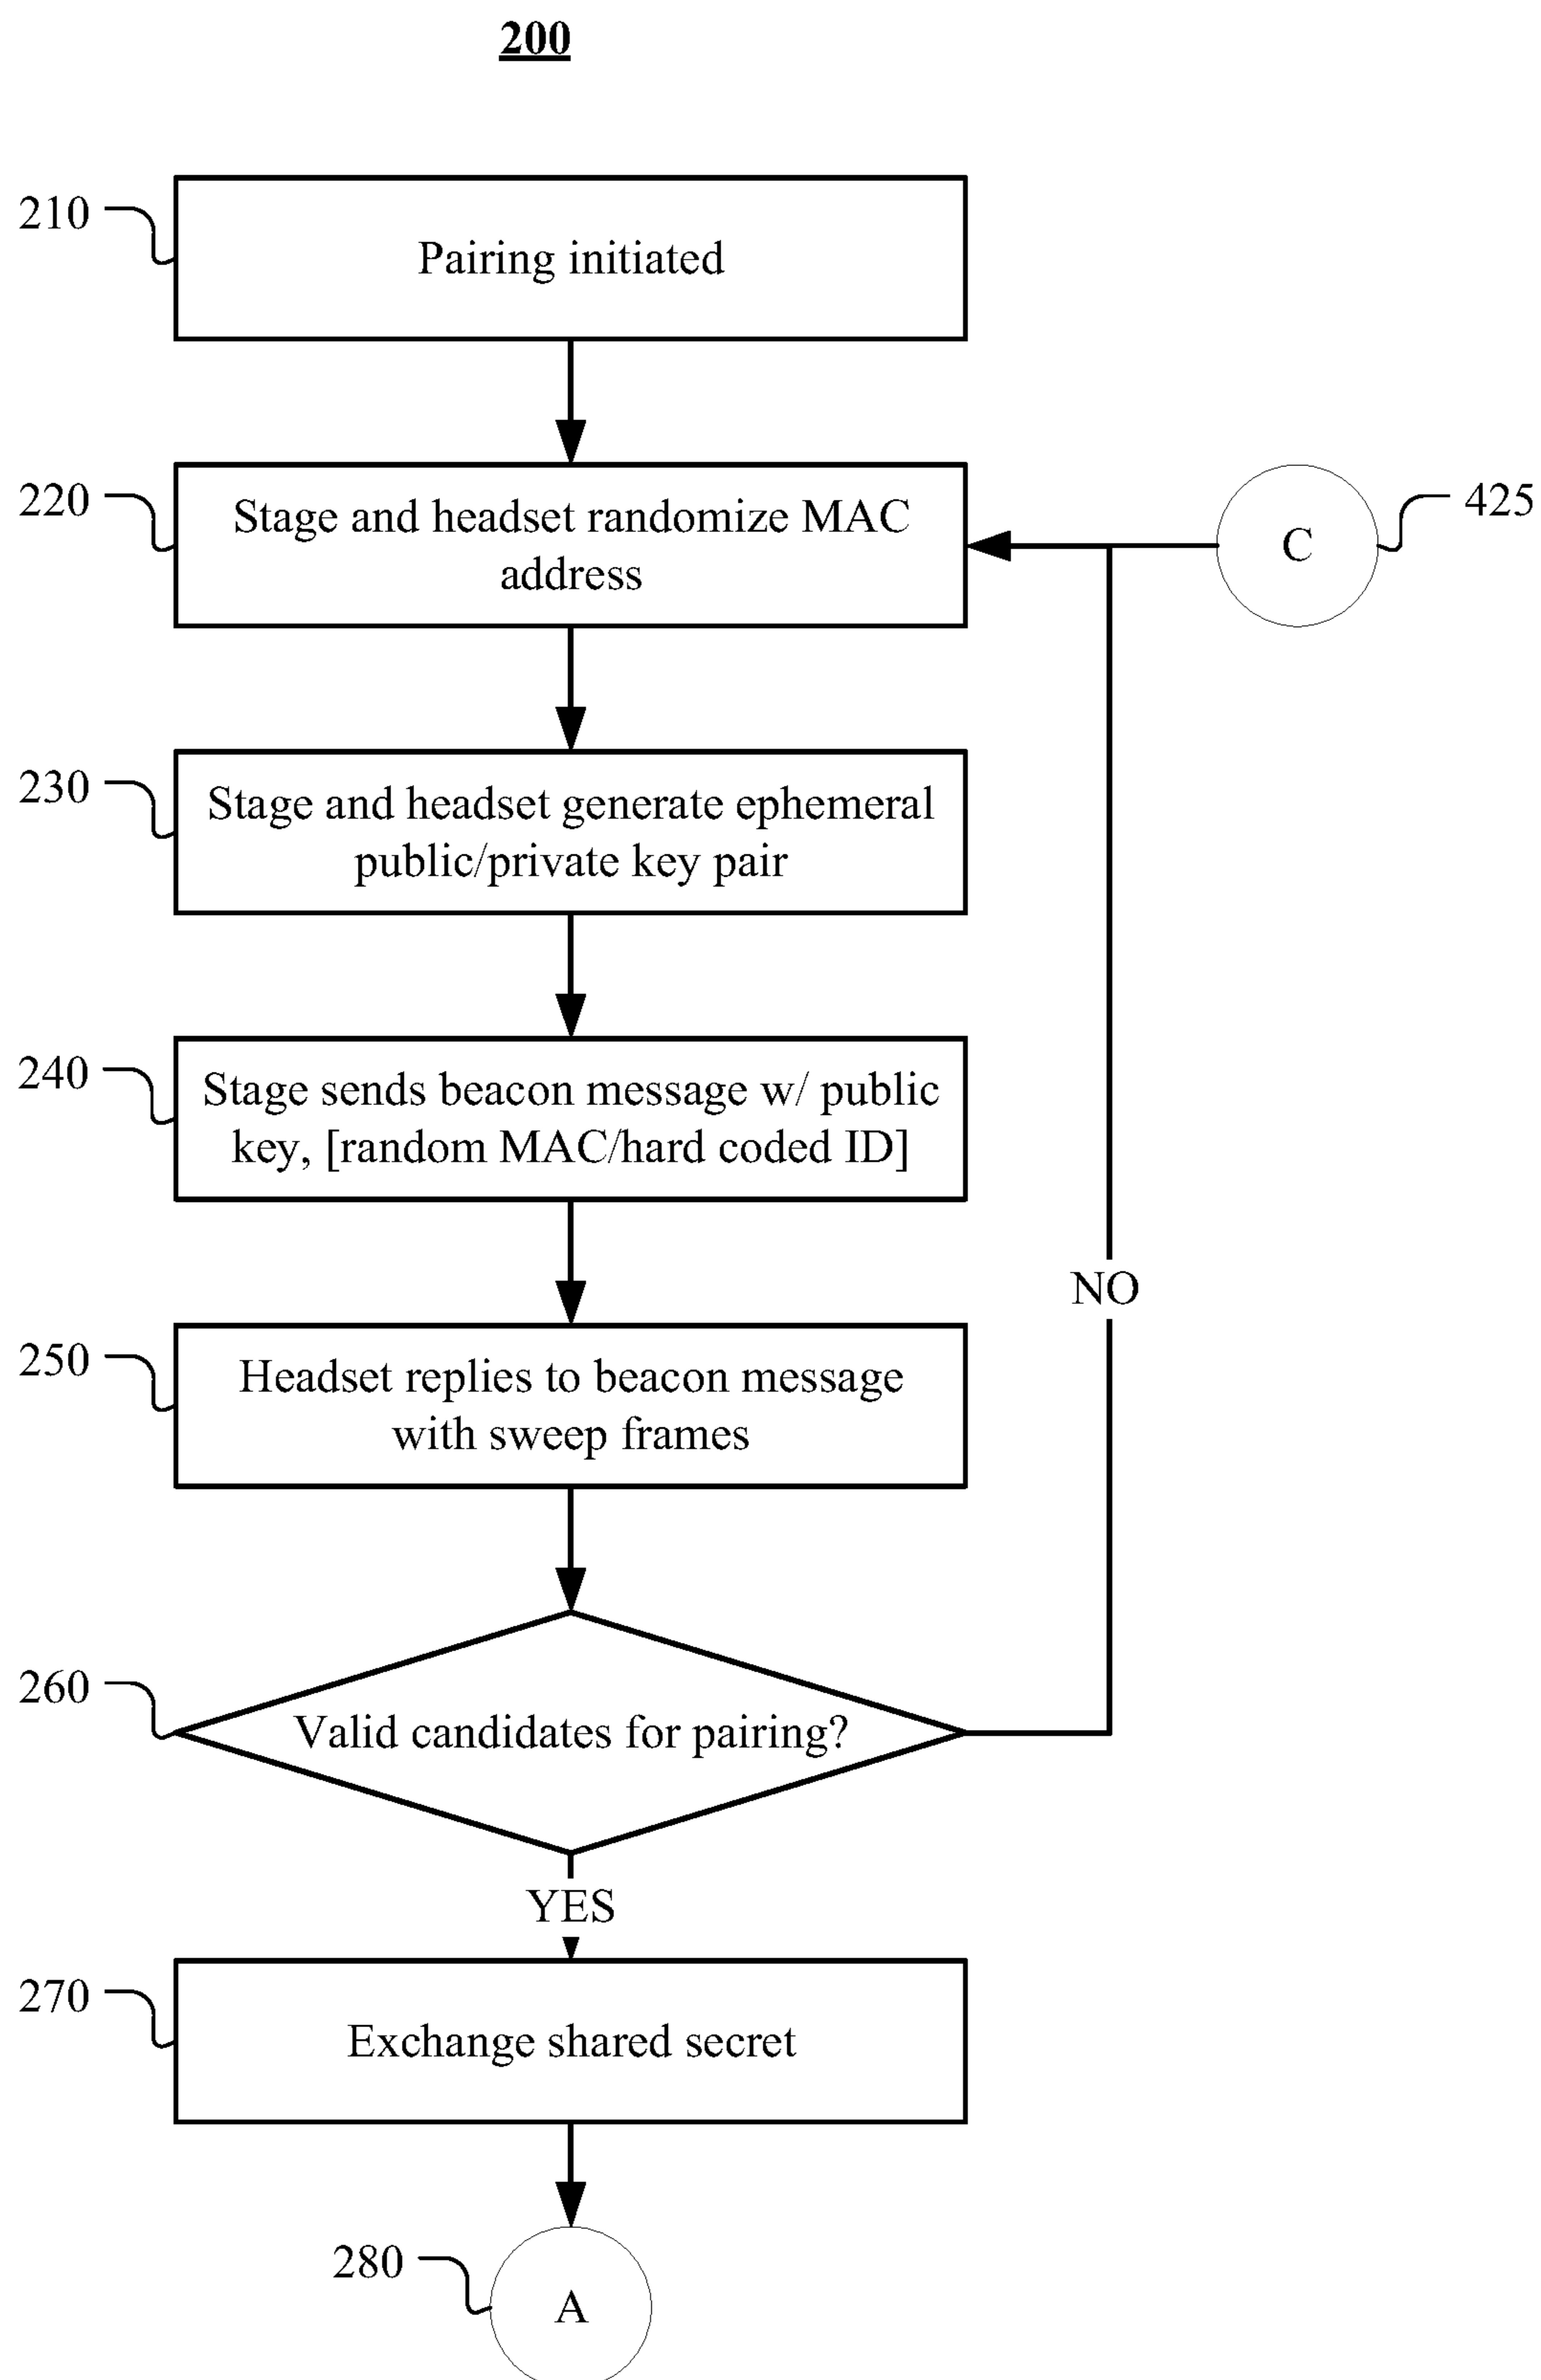 200
210
Pairing initiated
220
Stage and headset randomize MAC
address
C
425
230
Stage and headset generate ephemeral
public/private key pair
240
Stage sends beacon message w/ public
key, [random MAC/hard coded ID]
NO
250
Headset replies to beacon message
with sweep frames
260
Valid candidates for pairing?
YES
270
Exchange shared secret
280
A